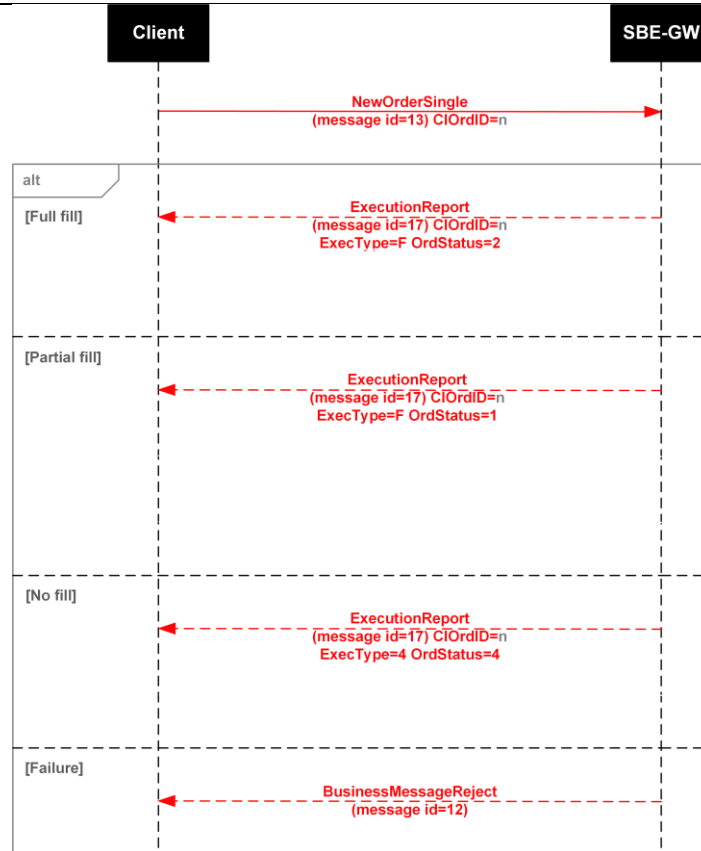 Client
SBE-GW
NewOrderSingle
(message id=13) ClOrdID=n
alt
[Full fill]
ExecutionReport
(message id=17) ClOrdID=n
ExecType=F OrdStatus=2
[Partial fill]
ExecutionReport
(message id=17) ClOrdID=n
ExecType=F OrdStatus=1
[No fill]
ExecutionReport
(message id=17) ClOrdID=n
ExecType=4 OrdStatus=4
[Failure]
BusinessMessageReject
(message id=12)